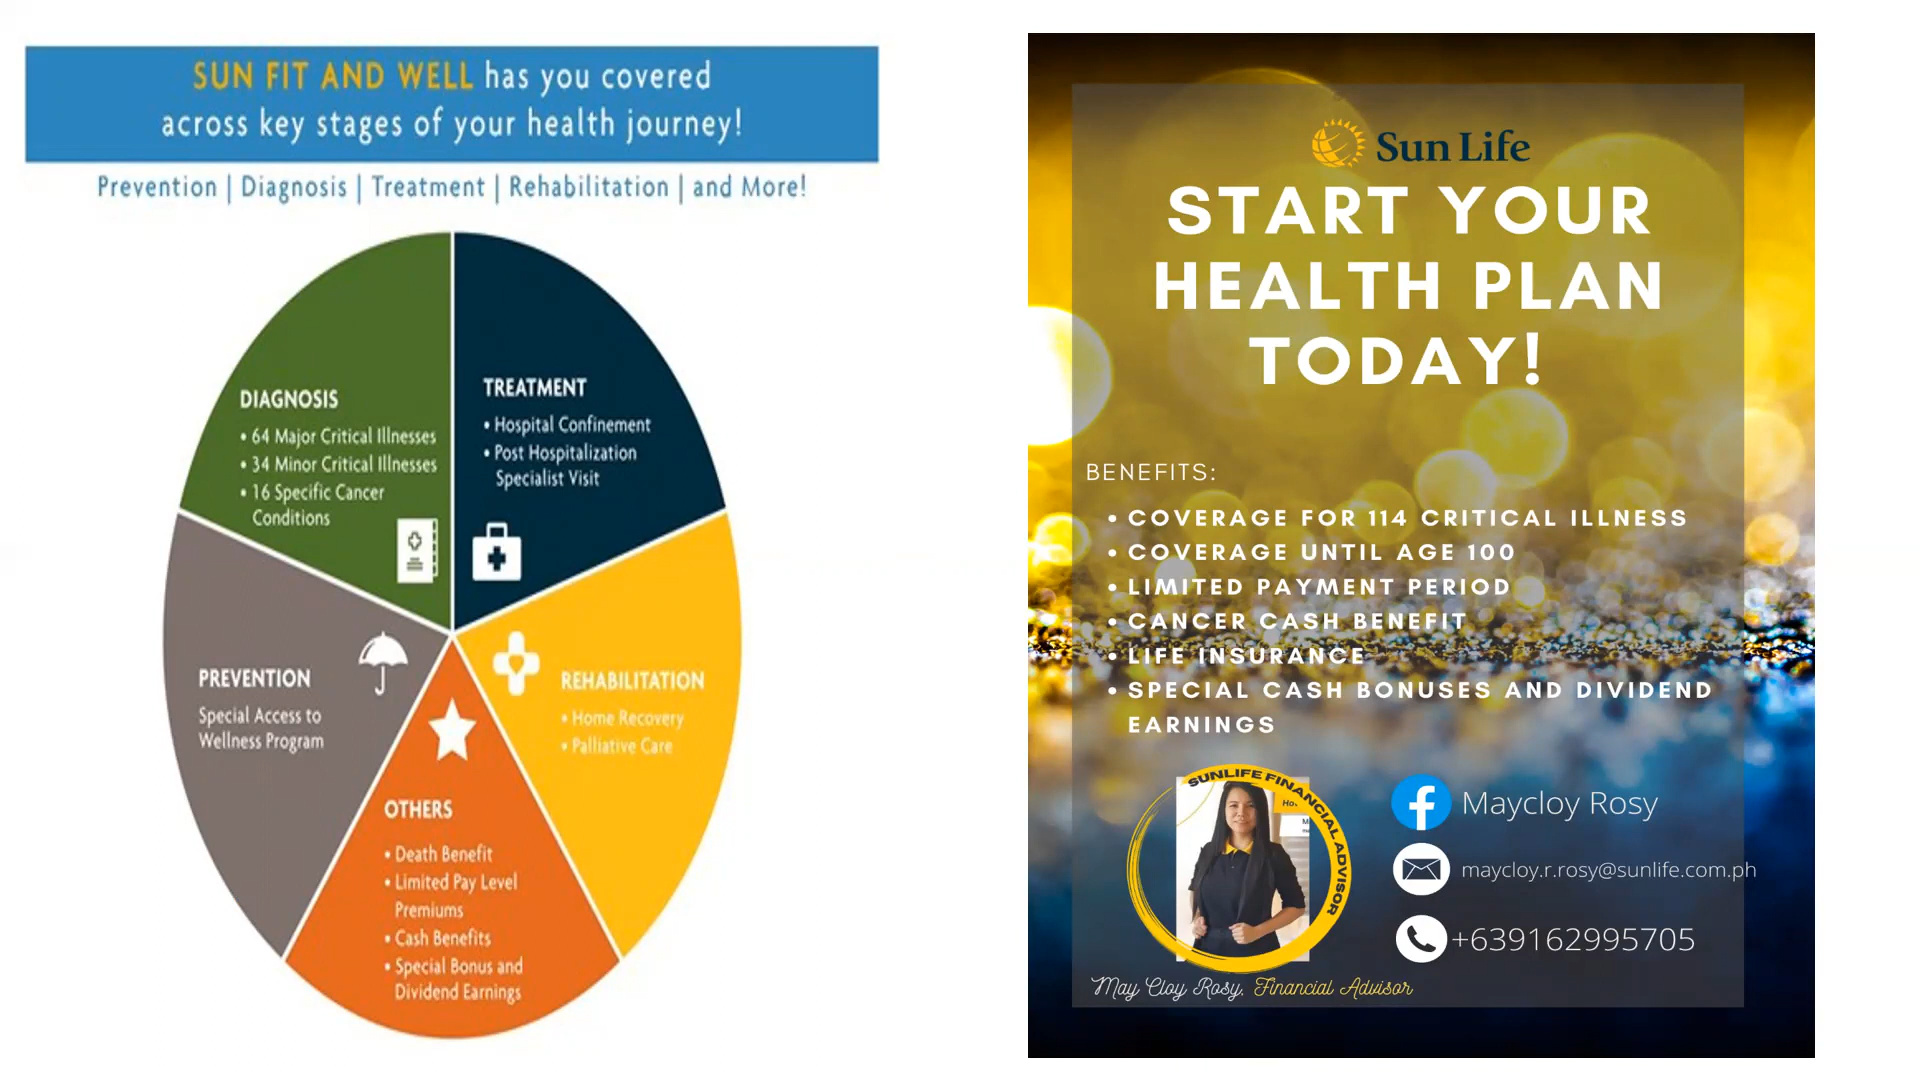 SUN FIT AND WELL has you covered
across key stages of your health journey!
Prevention | Diagnosis | Treatment | Rehabilitation | and More!
DIAGNOSIS
• 64 Major Critical Illnesses
• 34 Minor Critical Illnesses
• 16 Specific Cancer
Conditions
TREATMENT
• Hospital Confinement
• Post Hospitalization
Specialist Visit
PREVENTION
Special Access to
Wellness Program
REHABILITATION
• Home Recovery
• Palliative Care
OTHERS
• Death Benefit
• Limited Pay Level
Premiums
• Cash Benefits
• Special Bonus and
Dividend Earnings
Sun Life
START YOUR
HEALTH PLAN
TODAY!
BENEFITS:
• COVERAGE FOR 114 CRITICAL ILLNESS
• COVERAGE UNTIL AGE 100
• LIMITED PAYMENT PERIOD
• CANCER CASH BENEFIT
• LIFE INSURANCE
• SPECIAL CASH BONUSES AND DIVIDEND
EARNINGS
SUNLIFE FINANCIAL ADVISOR
Maycloy Rosy
maycloy.r.rosy@sunlife.com.ph
+639162995705
May Cloy Rosy, Financial Advisor